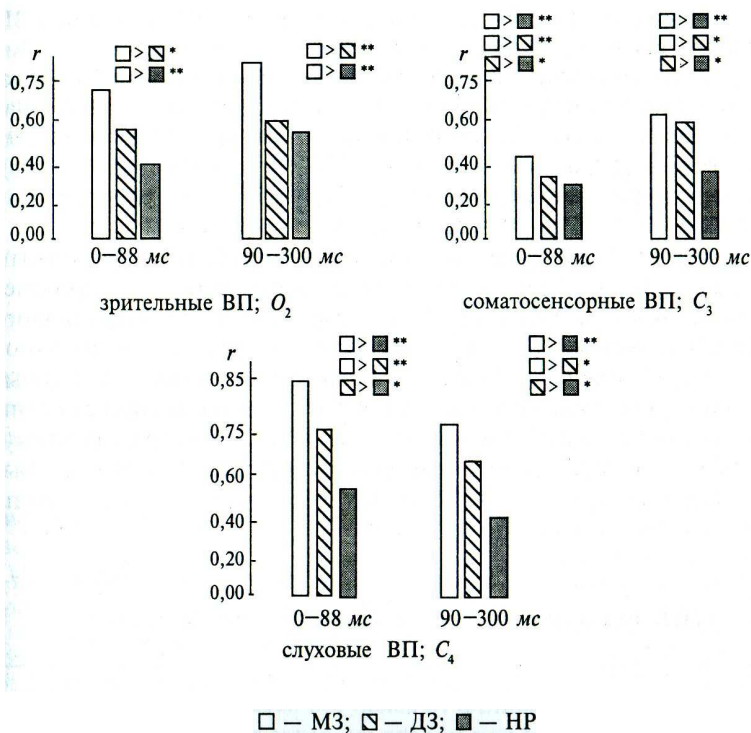 r
□>▧ *
□>■ **
□>▧ **
□>■ **
0,75
0,60
0,40
0,20
0,00
0–88 мс
90–300 мс
зрительные ВП; O₂
r
□>■ **
□>▧ **
▧>■ *
□>■ **
□>▧ *
▧>■ *
0,75
0,60
0,40
0,20
0,00
0–88 мс
90–300 мс
соматосенсорные ВП; C₃
r
□>■ **
□>▧ **
▧>■ *
□>■ **
□>▧ *
▧>■ *
0,85
0,75
0,60
0,40
0,20
0,00
0–88 мс
90–300 мс
слуховые ВП; C₄
□ — МЗ; ▧ — ДЗ; ■ — НР